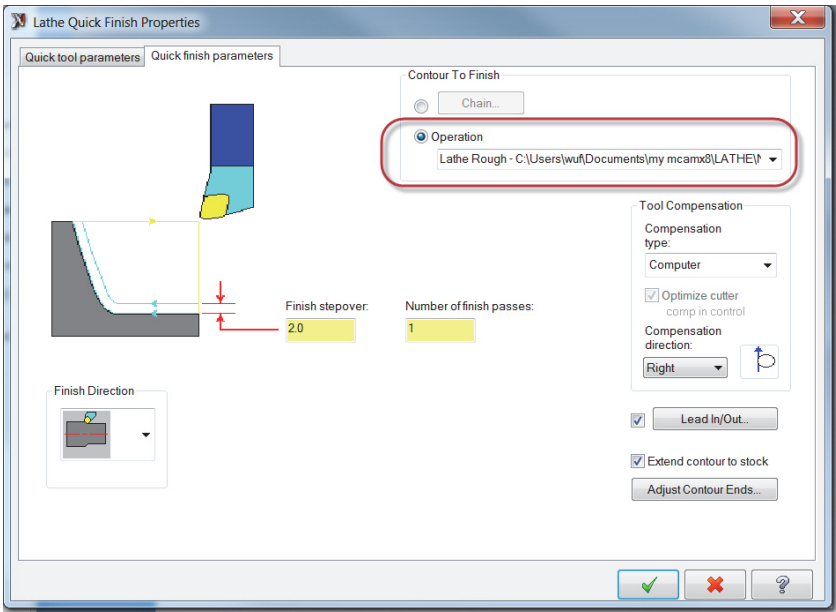 Lathe Quick Finish Properties
Quick tool parameters
Quick finish parameters
Contour To Finish
Chain...
Operation
Lathe Rough - C:\Users\wuf\Documents\my mcamx8\LATHE\
Tool Compensation
Compensation
type:
Computer
Optimize cutter
comp in control
Compensation
direction:
Right
Finish stepover:
2.0
Number of finish passes:
1
Finish Direction
Lead In/Out...
Extend contour to stock
Adjust Contour Ends...